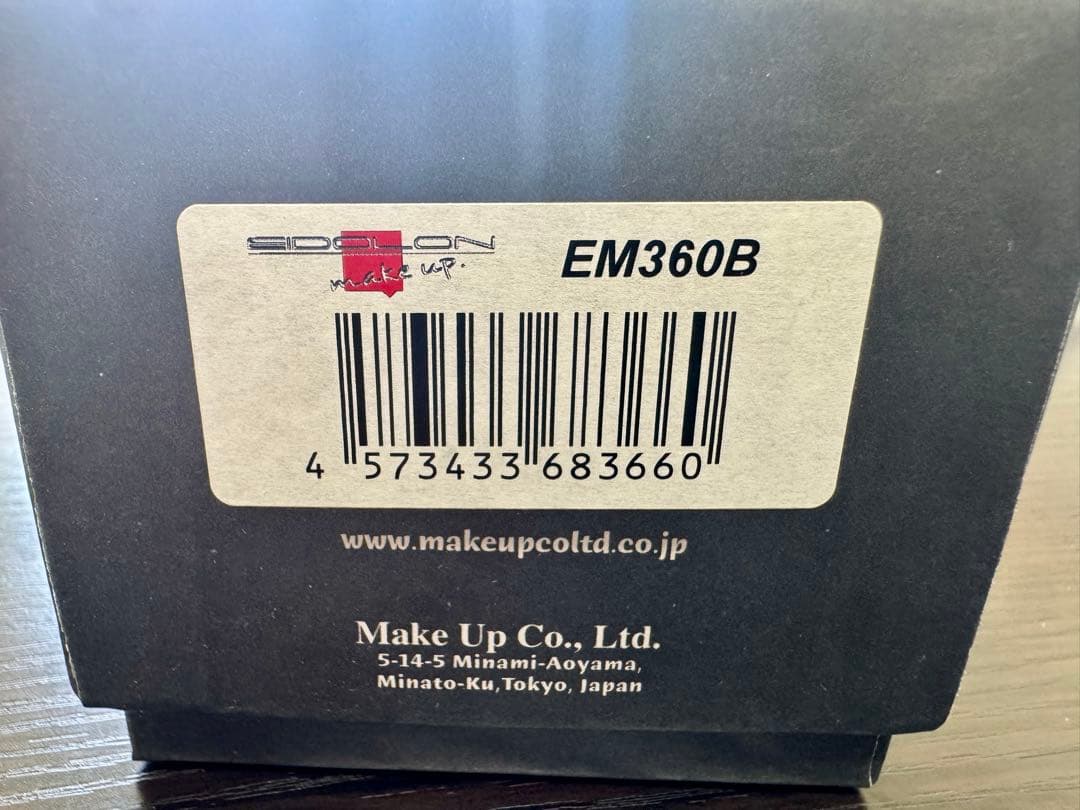 EIDOLON
make up.
EM360B
4 573433 683660
www.makeupcoltd.co.jp
Make Up Co., Ltd.
5-14-5 Minami-Aoyama,
Minato-Ku, Tokyo, Japan